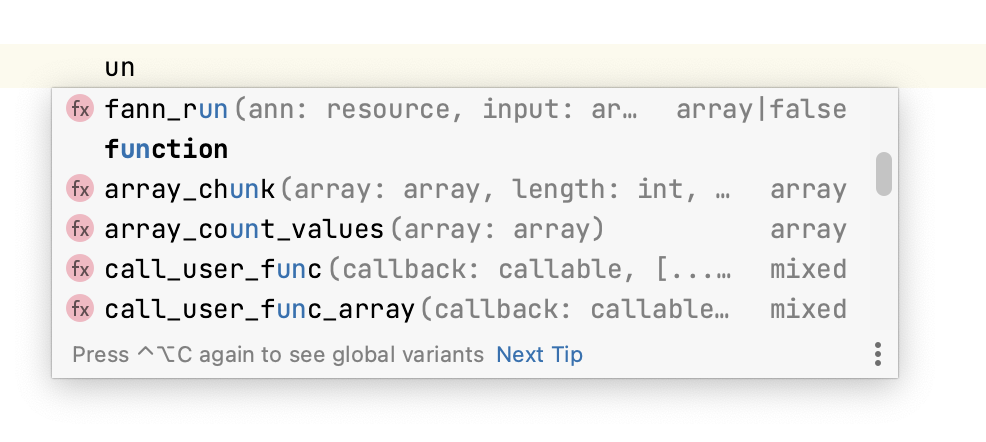 un
fx fann_run(ann: resource, input: ar… array|false
function
fx array_chunk(array: array, length: int, … array
fx array_count_values(array: array) array
fx call_user_func(callback: callable, [...… mixed
fx call_user_func_array(callback: callable… mixed
Press ⌃⌥C again to see global variants Next Tip